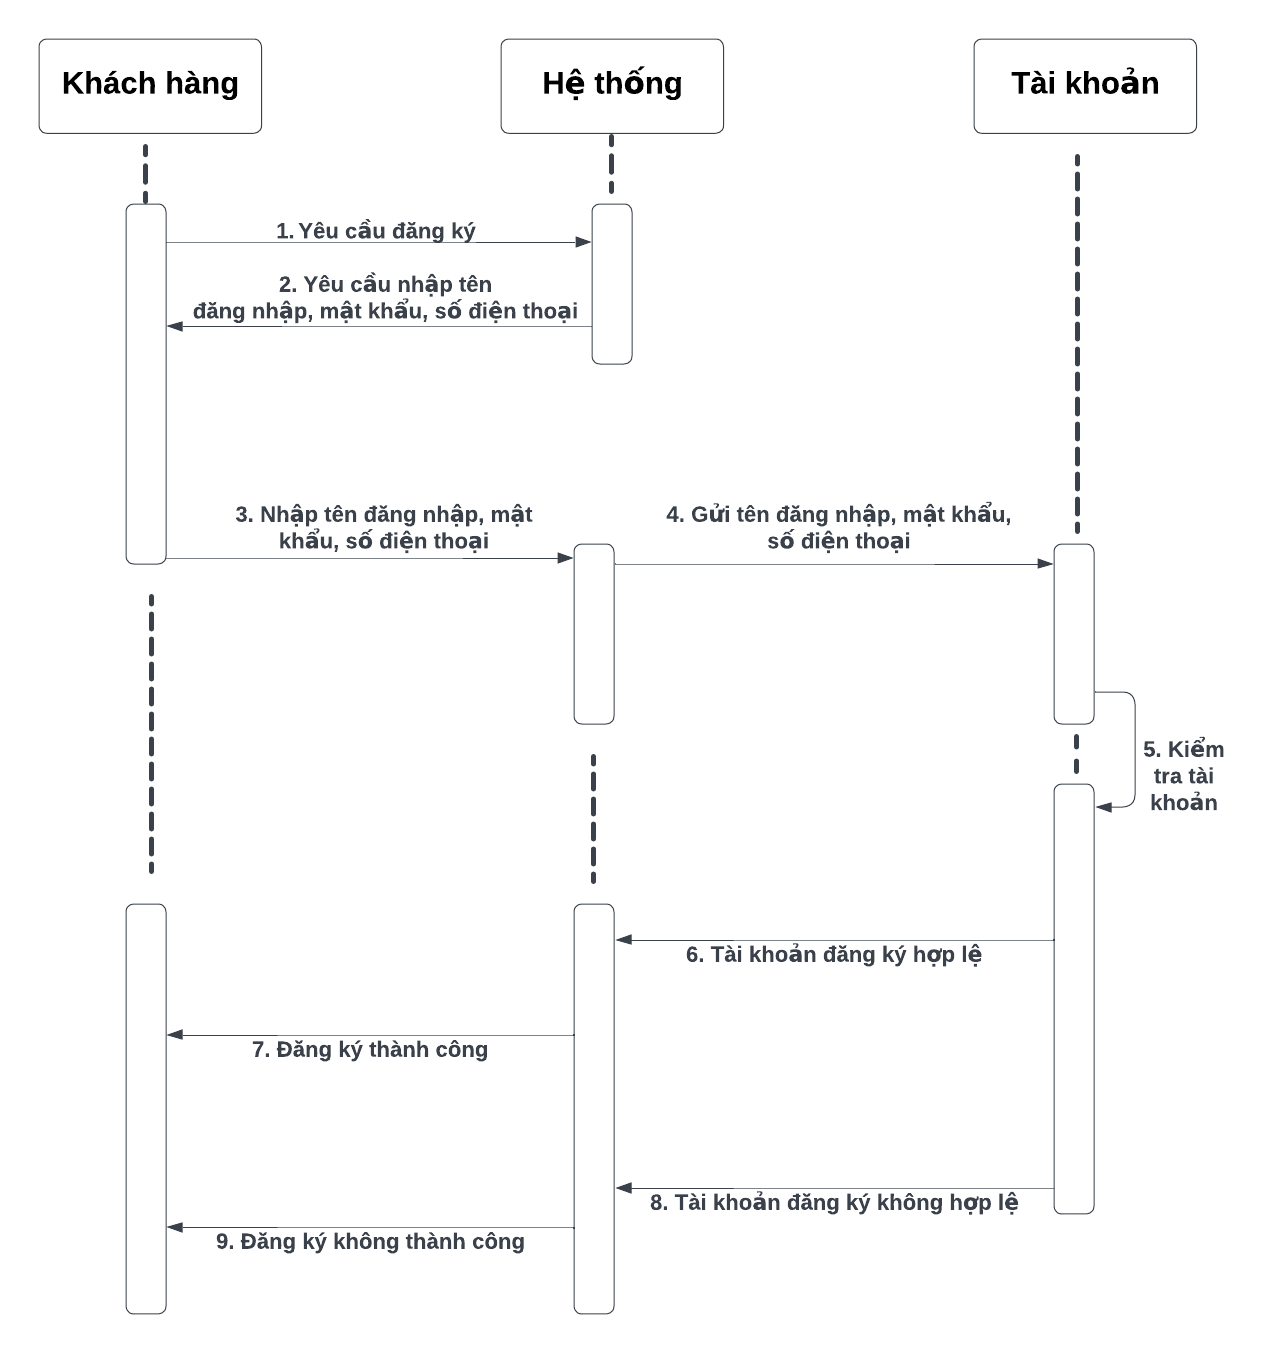 Khách hàng
Hệ thống
Tài khoản
1. Yêu cầu đăng ký
2. Yêu cầu nhập tên
đăng nhập, mật khẩu, số điện thoại
3. Nhập tên đăng nhập, mật
khẩu, số điện thoại
4. Gửi tên đăng nhập, mật khẩu,
số điện thoại
5. Kiểm
tra tài
khoản
6. Tài khoản đăng ký hợp lệ
7. Đăng ký thành công
8. Tài khoản đăng ký không hợp lệ
9. Đăng ký không thành công